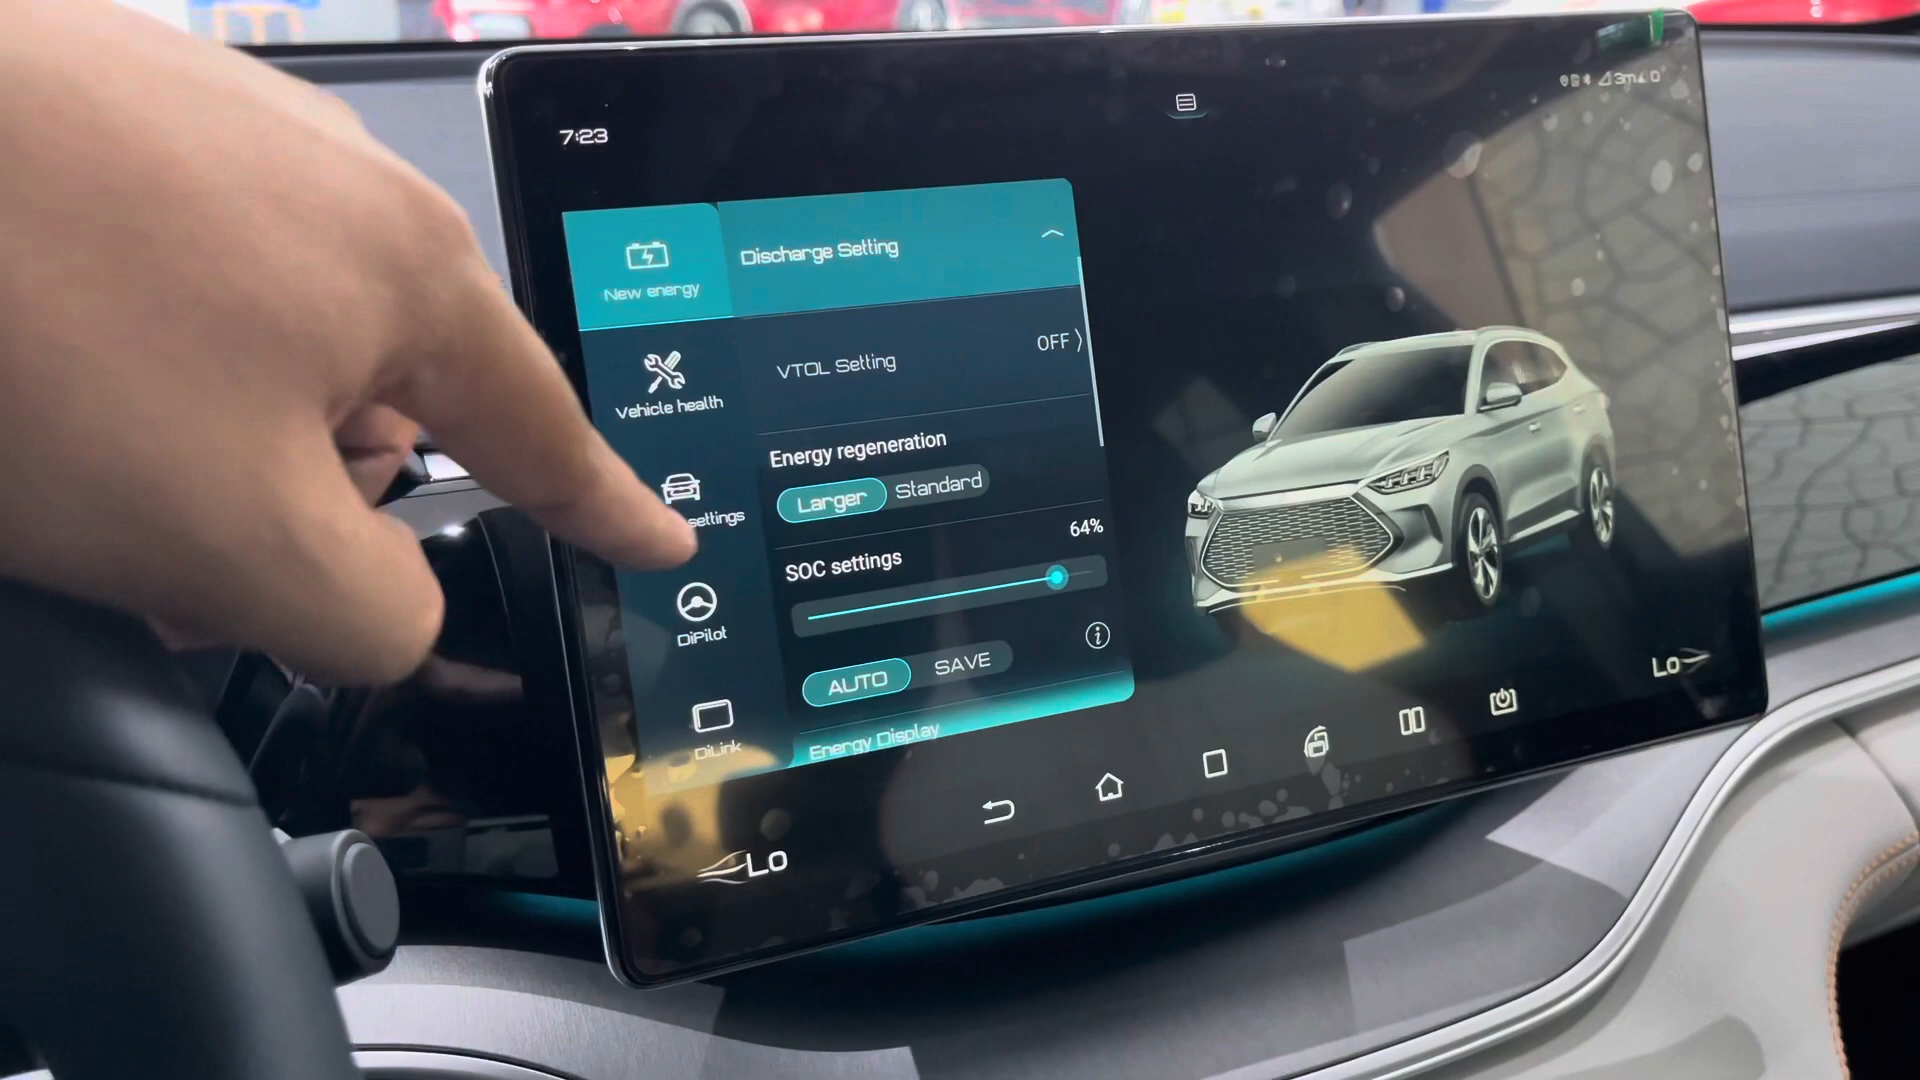 7:23
New energy
Discharge Setting
VTOL Setting
OFF
Vehicle health
Energy regeneration
Larger
Standard
settings
SOC settings
64%
DiPilot
AUTO
SAVE
DiLink
Energy Display
Lo
Lo